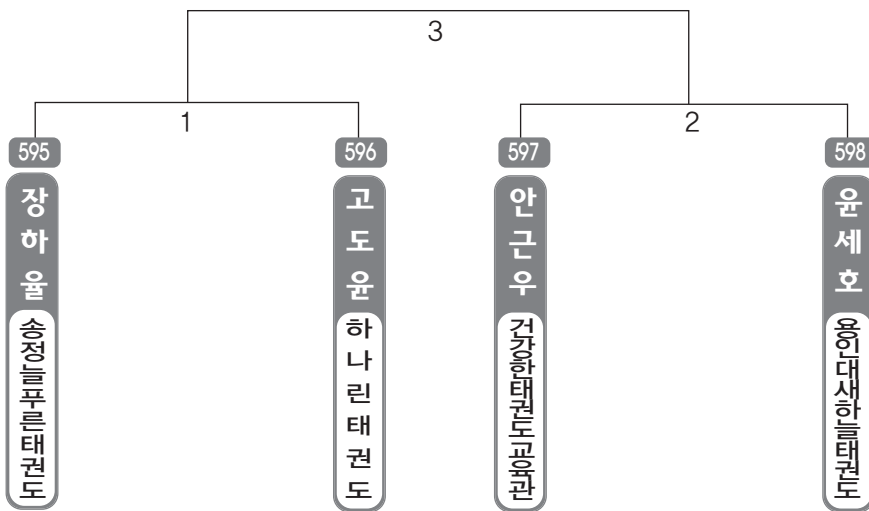 3
1
2
595
596
597
598
장하율
고도윤
안근우
윤세호
송정늘푸른태권도
하나린태권도
건강한태권도교육관
용인대새하늘태권도